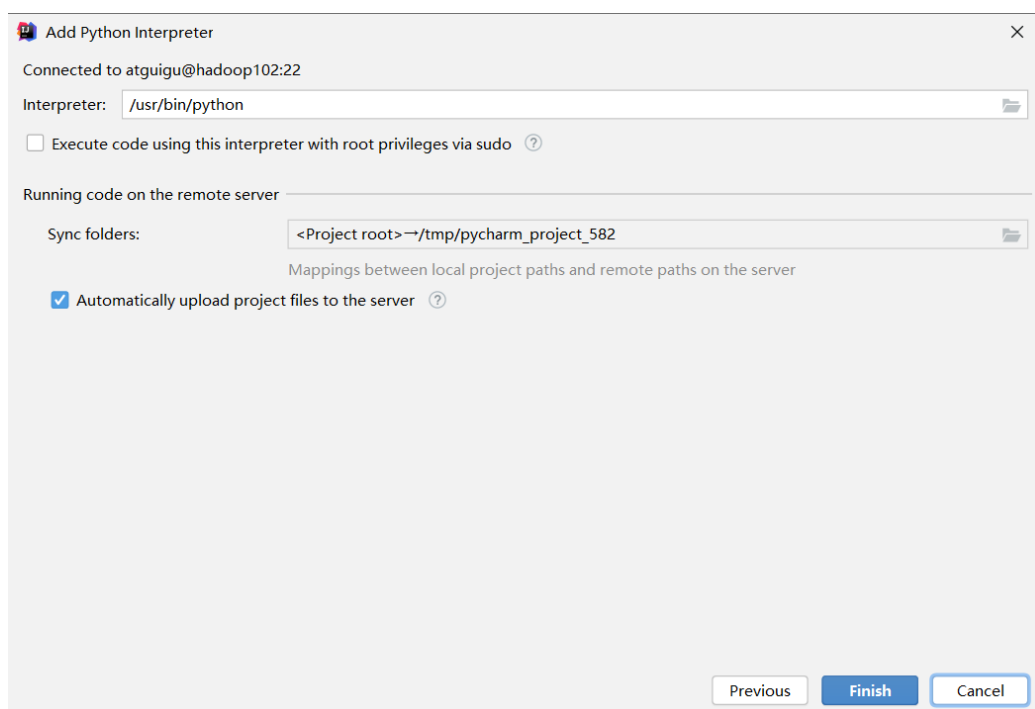 Add Python Interpreter
Connected to atguigu@hadoop102:22
Interpreter: /usr/bin/python
Execute code using this interpreter with root privileges via sudo ?
Running code on the remote server
Sync folders: <Project root>→/tmp/pycharm_project_582
Mappings between local project paths and remote paths on the server
Automatically upload project files to the server ?
Previous Finish Cancel